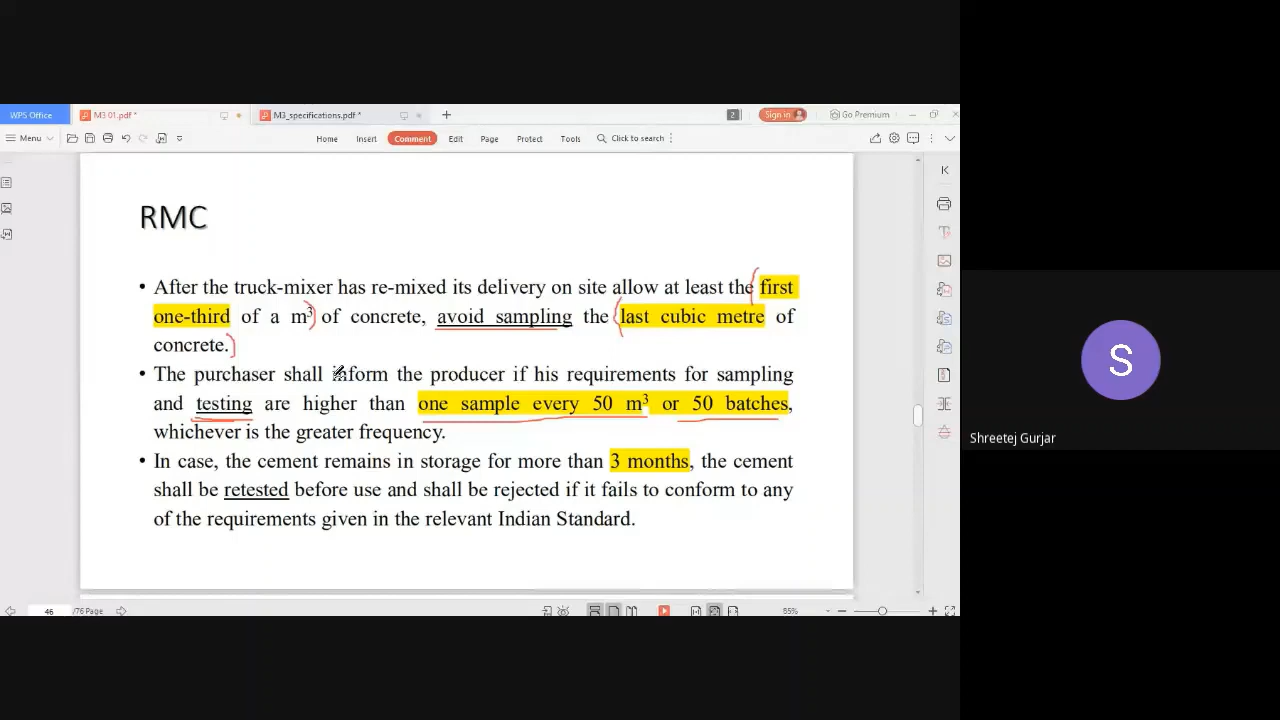 WPS Office
M3 01.pdf *
M3_specifications.pdf *
+
2
Sign in
Go Premium
Menu
Home
Insert
Comment
Edit
Page
Protect
Tools
Click to search
RMC
• After the truck-mixer has re-mixed its delivery on site allow at least the first
one-third of a m³ of concrete, avoid sampling the last cubic metre of
concrete.
• The purchaser shall inform the producer if his requirements for sampling
and testing are higher than one sample every 50 m³ or 50 batches,
whichever is the greater frequency.
• In case, the cement remains in storage for more than 3 months, the cement
shall be retested before use and shall be rejected if it fails to conform to any
of the requirements given in the relevant Indian Standard.
46
/76 Page
55%
S
Shreetej Gurjar